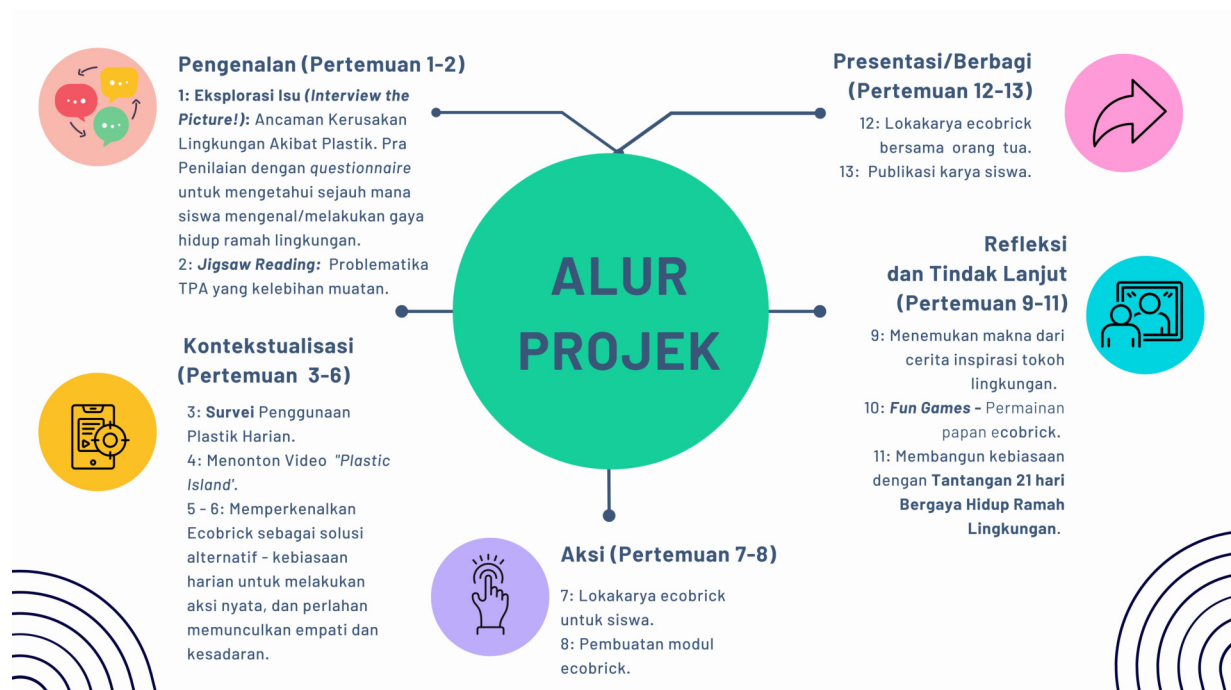 Pengenalan (Pertemuan 1-2)
1: Eksplorasi Isu (Interview the
Picture!): Ancaman Kerusakan
Lingkungan Akibat Plastik. Pra
Penilaian dengan questionnaire
untuk mengetahui sejauh mana
siswa mengenal/melakukan gaya
hidup ramah lingkungan.
2: Jigsaw Reading: Problematika
TPA yang kelebihan muatan.
Kontekstualisasi
(Pertemuan 3-6)
3: Survei Penggunaan
Plastik Harian.
4: Menonton Video "Plastic
Island'.
5 - 6: Memperkenalkan
Ecobrick sebagai solusi
alternatif - kebiasaan
harian untuk melakukan
aksi nyata, dan perlahan
memunculkan empati dan
kesadaran.
ALUR
PROJEK
Aksi (Pertemuan 7-8)
7: Lokakarya ecobrick
untuk siswa.
8: Pembuatan modul
ecobrick.
Presentasi/Berbagi
(Pertemuan 12-13)
12: Lokakarya ecobrick
bersama orang tua.
13: Publikasi karya siswa.
Refleksi
dan Tindak Lanjut
(Pertemuan 9-11)
9: Menemukan makna dari
cerita inspirasi tokoh
lingkungan.
10: Fun Games - Permainan
papan ecobrick.
11: Membangun kebiasaan
dengan Tantangan 21 hari
Bergaya Hidup Ramah
Lingkungan.